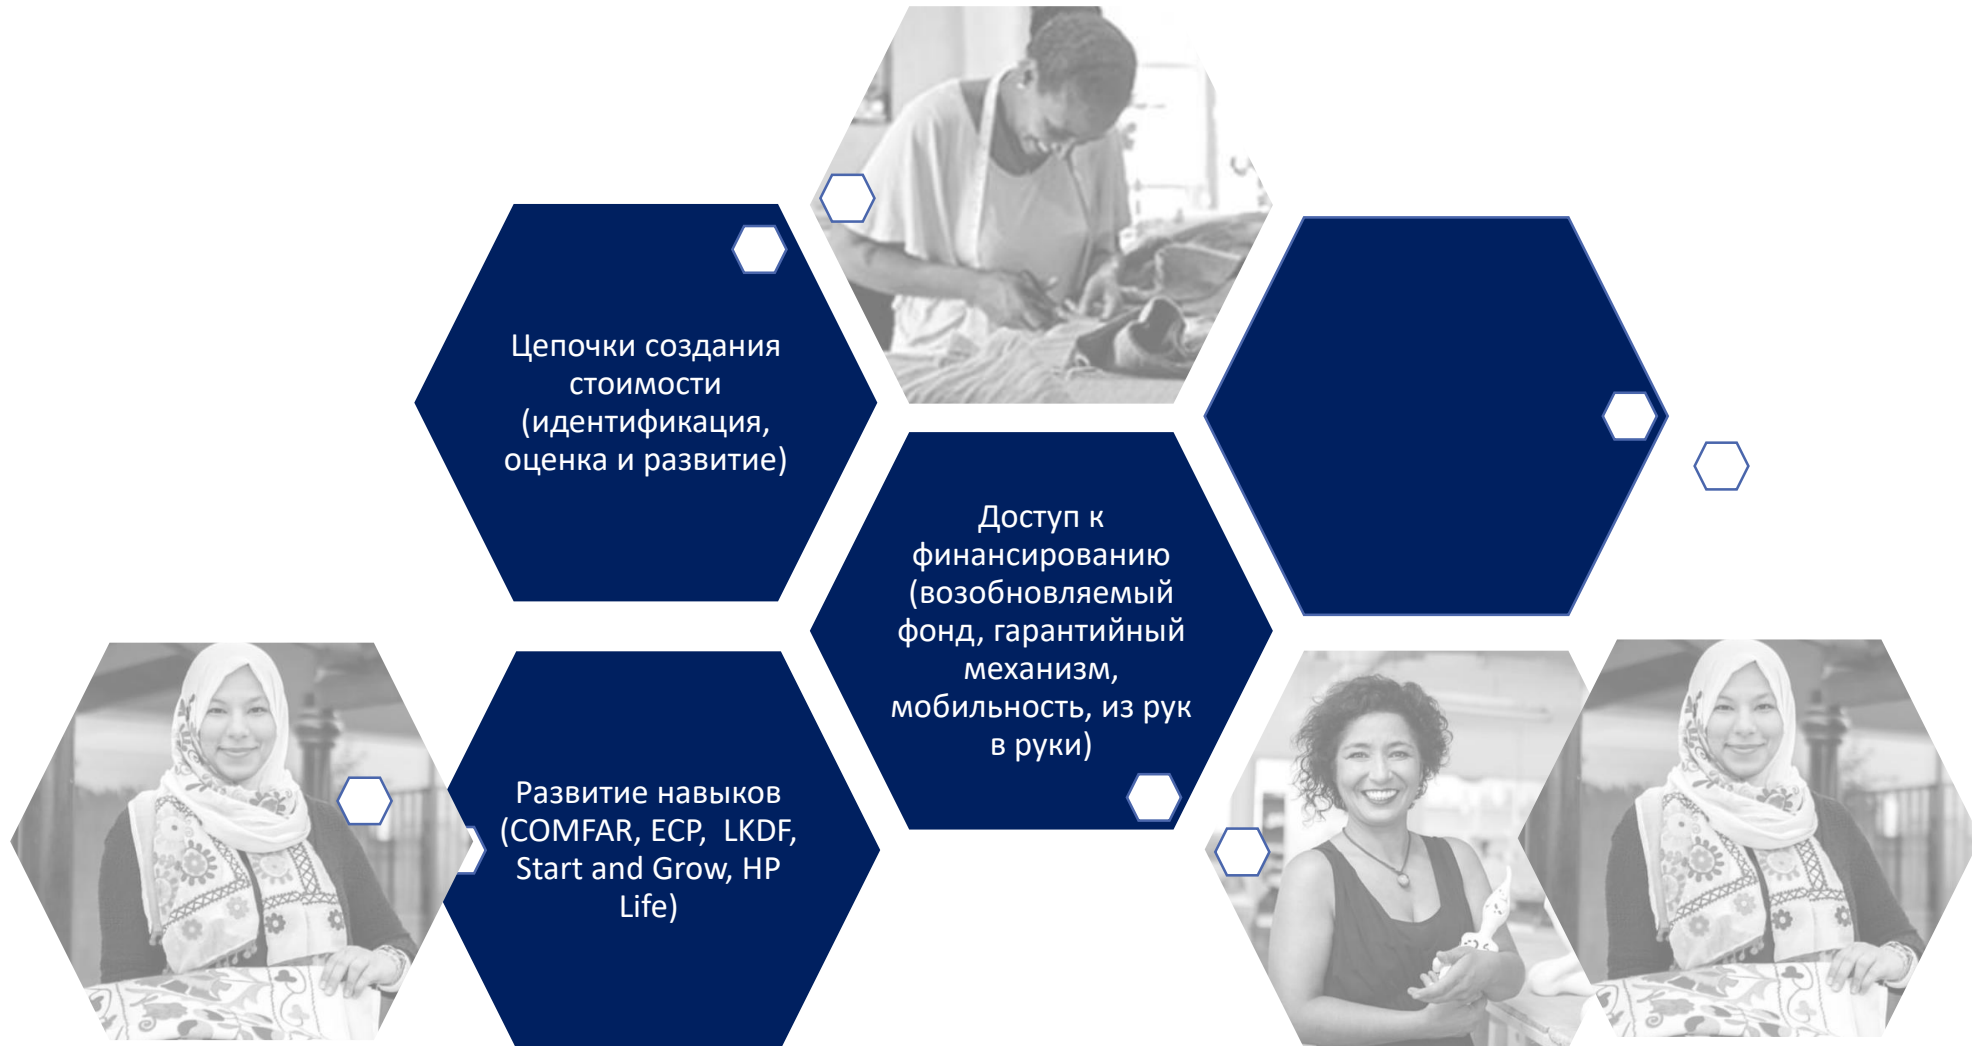 Цепочки создания
стоимости
(идентификация,
оценка и развитие)
Доступ к
финансированию
(возобновляемый
фонд, гарантийный
механизм,
мобильность, из рук
в руки)
Развитие навыков
(COMFAR, ECP,  LKDF,
Start and Grow, HP
Life)